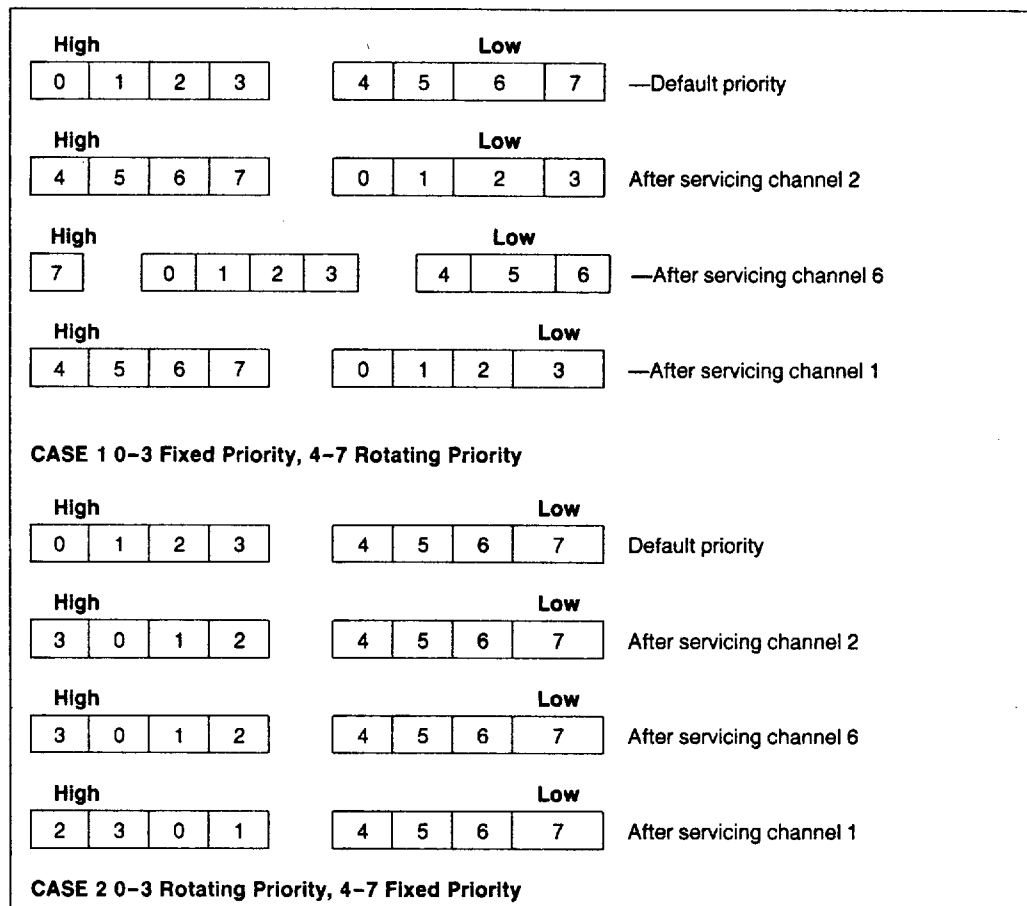 High Low
0 1 2 3 4 5 6 7 —Default priority
High Low
4 5 6 7 0 1 2 3 After servicing channel 2
High Low
7 0 1 2 3 4 5 6 —After servicing channel 6
High Low
4 5 6 7 0 1 2 3 —After servicing channel 1
CASE 1 0–3 Fixed Priority, 4–7 Rotating Priority
High Low
0 1 2 3 4 5 6 7 Default priority
High Low
3 0 1 2 4 5 6 7 After servicing channel 2
High Low
3 0 1 2 4 5 6 7 After servicing channel 6
High Low
2 3 0 1 4 5 6 7 After servicing channel 1
CASE 2 0–3 Rotating Priority, 4–7 Fixed Priority